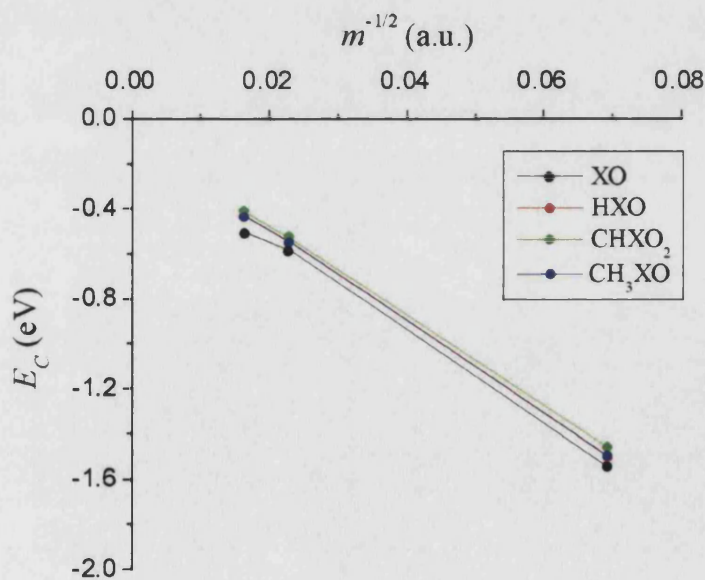 m^{-1/2} (a.u.)
0.00 0.02 0.04 0.06 0.08
0.0
-0.4
-0.8
-1.2
-1.6
-2.0
E_C (eV)
XO
HXO
CHXO_2
CH_3XO